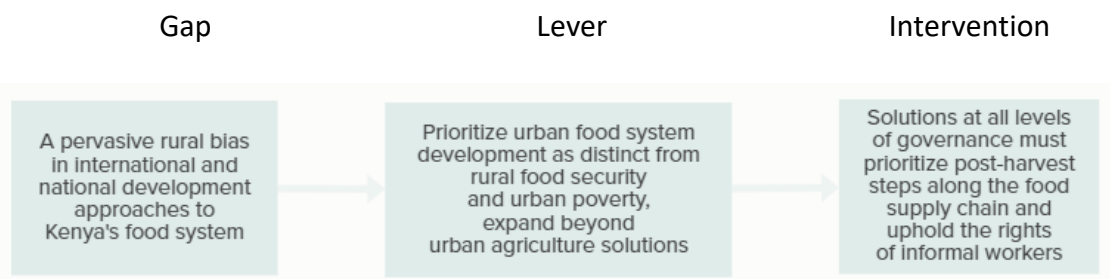 Gap
Lever
Intervention
A pervasive rural bias
in international and
national development
approaches to
Kenya's food system
Prioritize urban food system
development as distinct from
rural food security
and urban poverty,
expand beyond
urban agriculture solutions
Solutions at all levels
of governance must
prioritize post-harvest
steps along the food
supply chain and
uphold the rights
of informal workers